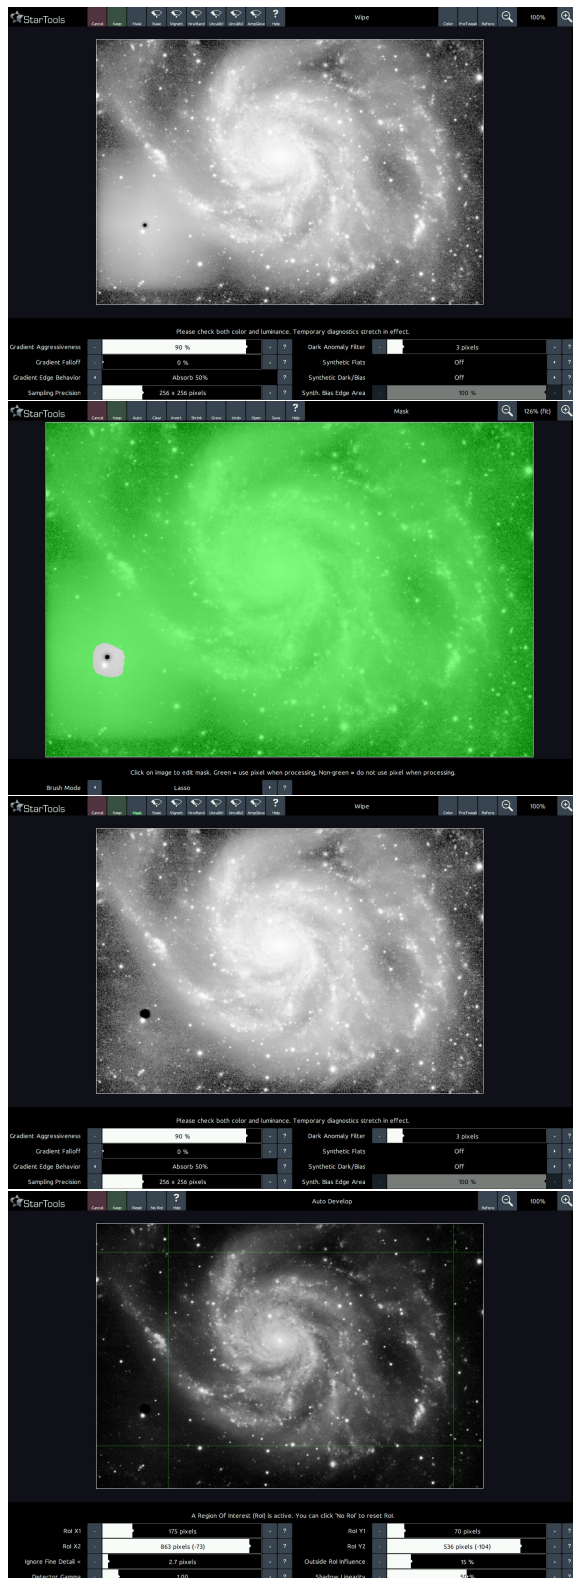 StarTools
Cancel Keep Mask Basic Vignett. Help Wipe Color Before 100%
Please check both color and luminance. Temporary diagnostics stretch in effect.
Gradient Aggressiveness - 90 % + ? Dark Anomaly Filter - 3 pixels + ?
Gradient Falloff 0 % + ? Synthetic Flats Off ?
Gradient Edge Behavior Absorb 50% ? Synthetic Dark/Bias Off ?
Sampling Precision - 256 x 256 pixels + ? Synth. Bias Edge Area 100 % ?
StarTools
Cancel Keep Auto Clear Invert Shrink Grow Undo Open Save Help Mask 126% (fit)
Click on image to edit mask. Green = use pixel when processing, Non-green = do not use pixel when processing.
Brush Mode Lasso ?
StarTools
Cancel Keep Mask Basic Vignett. Help Wipe Color Before 100%
Please check both color and luminance. Temporary diagnostics stretch in effect.
Gradient Aggressiveness - 90 % + ? Dark Anomaly Filter - 3 pixels + ?
Gradient Falloff 0 % + ? Synthetic Flats Off ?
Gradient Edge Behavior Absorb 50% ? Synthetic Dark/Bias Off ?
Sampling Precision - 256 x 256 pixels + ? Synth. Bias Edge Area 100 % ?
StarTools
Cancel Keep Reset No RoI Help Auto Develop Before 100%
A Region Of Interest (RoI) is active. You can click 'No RoI' to reset RoI.
RoI X1 - 175 pixels + ? RoI Y1 - 70 pixels + ?
RoI X2 - 863 pixels (-73) + ? RoI Y2 - 536 pixels (-104) + ?
Ignore Fine Detail < - 2.7 pixels + ? Outside RoI Influence - 15 % + ?
Detector Gamma 1.00 Shadow Linearity